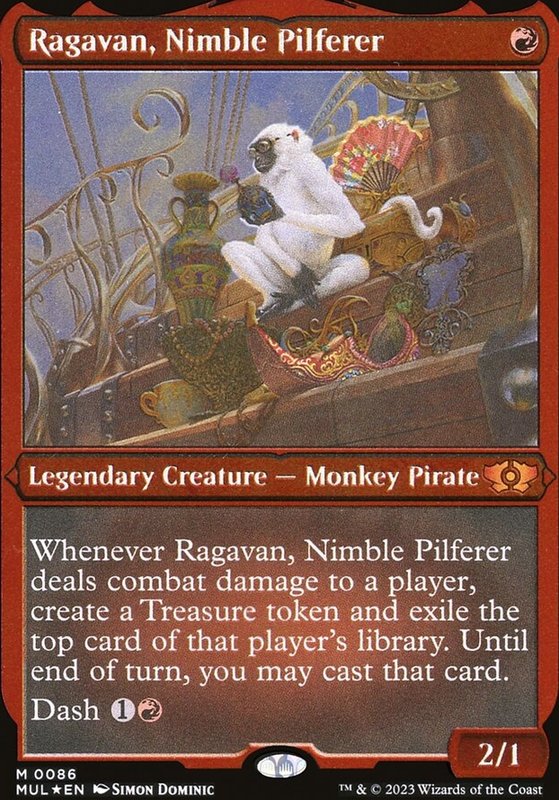 Ragavan, Nimble Pilferer
Legendary Creature — Monkey Pirate
Whenever Ragavan, Nimble Pilferer
deals combat damage to a player,
create a Treasure token and exile the
top card of that player's library. Until
end of turn, you may cast that card.
Dash 1
2/1
M 0086
MUL★EN Simon Dominic
™ & © 2023 Wizards of the Coast